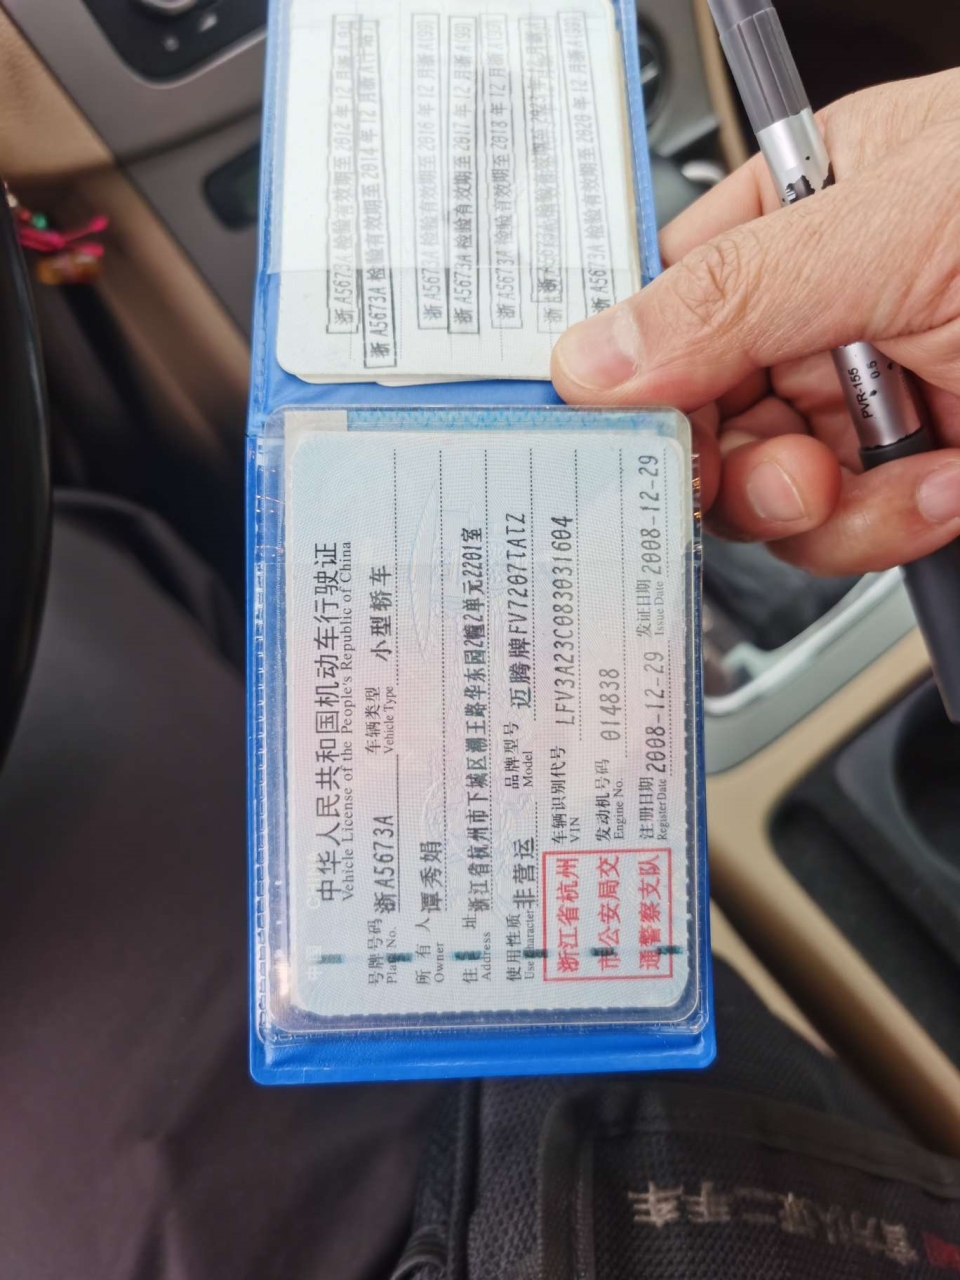 中华人民共和国机动车行驶证
Vehicle License of the People's Republic of China
号牌号码 浙A5673A 车辆类型 小型轿车
Plate No. Vehicle Type
所有人 谭秀娟
Owner
住址 浙江省杭州市下城区潮王路华东园2幢2单元2201室
Address
使用性质 非营运 品牌型号 迈腾牌FV7207TATZ
Use Character Model
车辆识别代号 LFV3A23C083031604
VIN
发动机号码 014838
Engine No.
注册日期 2008-12-29 发证日期 2008-12-29
Register Date Issue Date
浙江省杭州
市公安局交
通警察支队
浙A5673A 检验有效期至2012年12月浙A
浙A5673A 检验有效期至2014年12月浙A
浙A5673A 检验有效期至2016年12月浙A(99)
浙A5673A 检验有效期至2017年12月浙A(99)
浙A5673A 检验有效期至2018年12月浙A(99)
浙A5673A 检验有效期至2020年12月浙A(99)
PVR-155
0.5